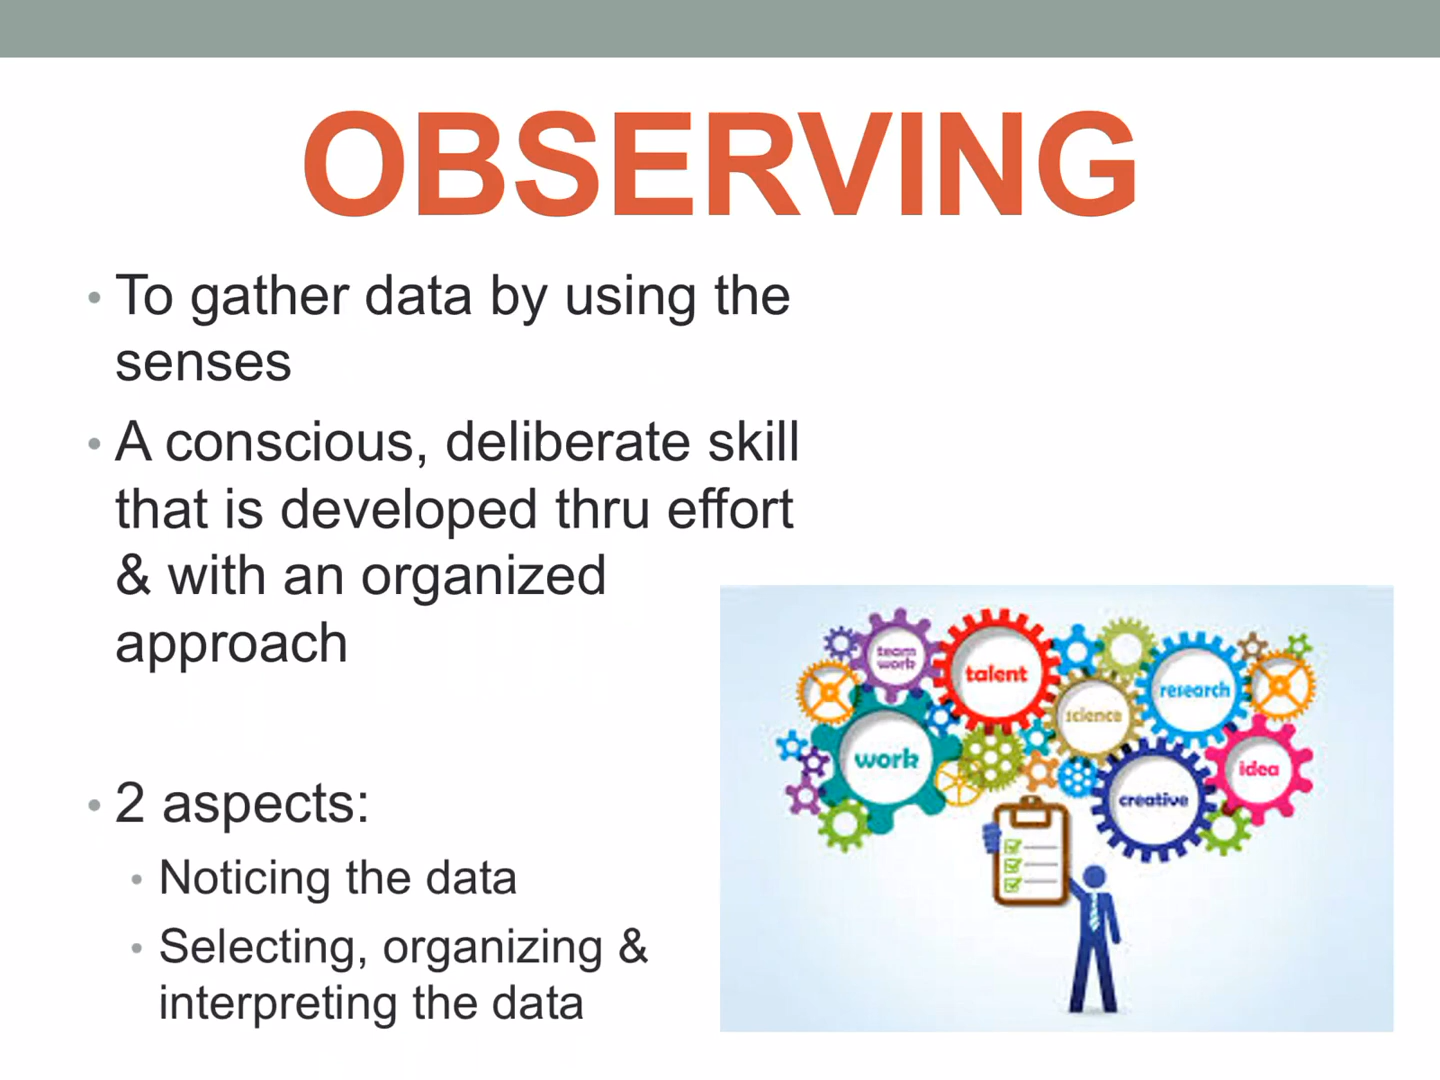 OBSERVING
• To gather data by using the
senses
• A conscious, deliberate skill
that is developed thru effort
& with an organized
approach
• 2 aspects:
• Noticing the data
• Selecting, organizing &
interpreting the data
team
work
talent
research
science
work
idea
creative